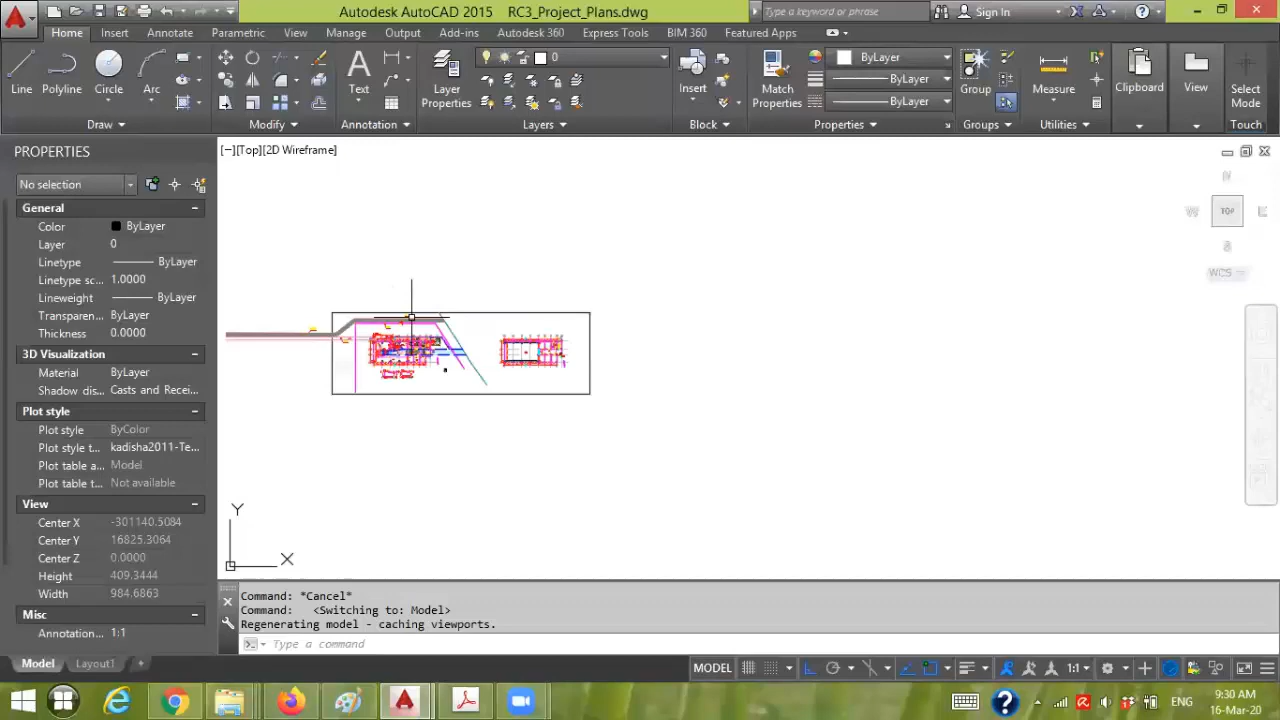 Autodesk AutoCAD 2015 RC3_Project_Plans.dwg
Type a keyword or phrase
Sign In
Home Insert Annotate Parametric View Manage Output Add-ins Autodesk 360 Express Tools BIM 360 Featured Apps
Line Polyline Circle Arc
Text
Layer Properties
0
Insert
Match Properties
ByLayer
ByLayer
ByLayer
Group
Measure
Clipboard
View
Select Mode
Draw Modify Annotation Layers Block Properties Groups Utilities Touch
PROPERTIES
[−][Top][2D Wireframe]
No selection
General
Color ByLayer
Layer 0
Linetype ByLayer
Linetype sc... 1.0000
Lineweight ByLayer
Transparen... ByLayer
Thickness 0.0000
3D Visualization
Material ByLayer
Shadow dis... Casts and Recei...
Plot style
Plot style ByColor
Plot style t... kadisha2011-Te...
Plot table a... Model
Plot table t... Not available
View
Center X -301140.5084
Center Y 16825.3064
Center Z 0.0000
Height 409.3444
Width 984.6863
Misc
Annotation... 1:1
N
W TOP E
S
WCS
Y
X
Command: *Cancel*
Command: <Switching to: Model>
Regenerating model - caching viewports.
Type a command
Model Layout1 +
MODEL
1:1
ENG
9:30 AM
16-Mar-20